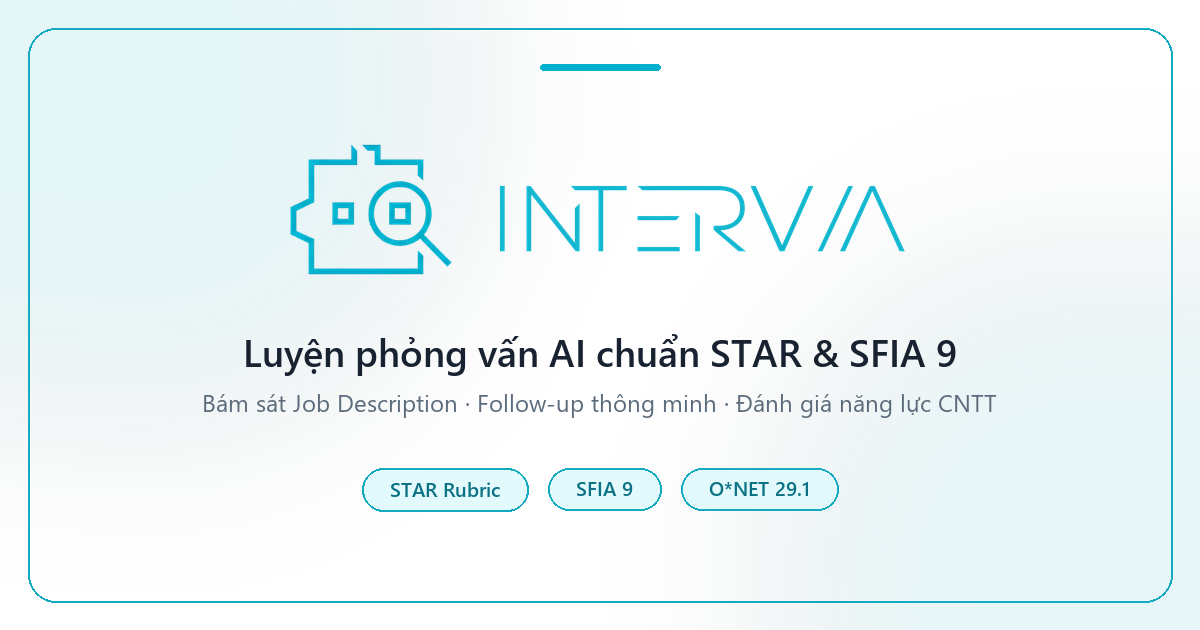 INTERVIA
Luyện phỏng vấn AI chuẩn STAR & SFIA 9
Bám sát Job Description · Follow-up thông minh · Đánh giá năng lực CNTT
STAR Rubric
SFIA 9
O*NET 29.1